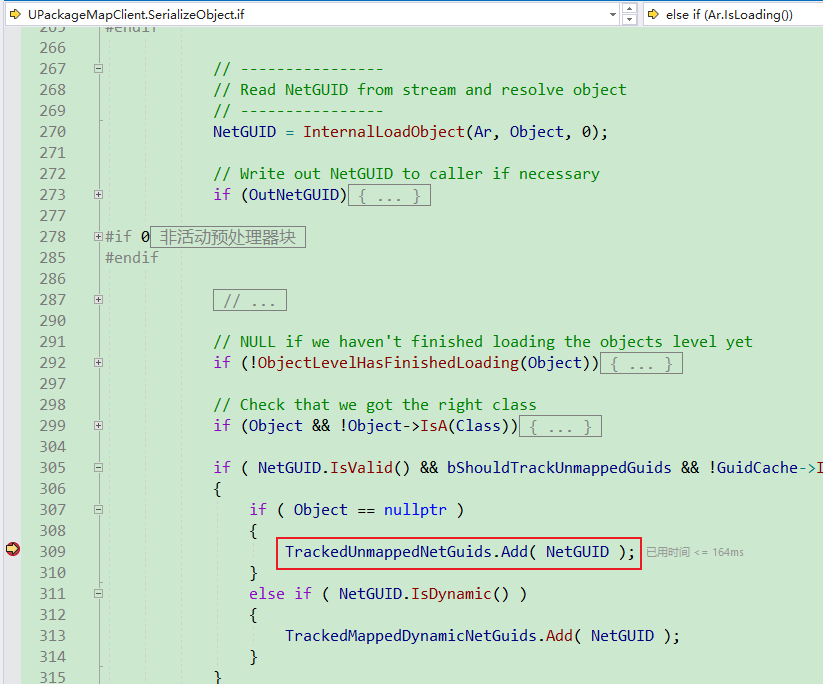 UPackageMapClient.SerializeObject.if
else if (Ar.IsLoading())
265 #endif
266
267 // ----------------
268 // Read NetGUID from stream and resolve object
269 // ----------------
270 NetGUID = InternalLoadObject(Ar, Object, 0);
271
272 // Write out NetGUID to caller if necessary
273 if (OutNetGUID) { ... }
277
278 #if 0 非活动预处理器块
285 #endif
286
287 // ...
290
291 // NULL if we haven't finished loading the objects level yet
292 if (!ObjectLevelHasFinishedLoading(Object)) { ... }
297
298 // Check that we got the right class
299 if (Object && !Object->IsA(Class)) { ... }
304
305 if ( NetGUID.IsValid() && bShouldTrackUnmappedGuids && !GuidCache->I
306 {
307 if ( Object == nullptr )
308 {
309 TrackedUnmappedNetGuids.Add( NetGUID ); 已用时间 <= 164ms
310 }
311 else if ( NetGUID.IsDynamic() )
312 {
313 TrackedMappedDynamicNetGuids.Add( NetGUID );
314 }
315 }